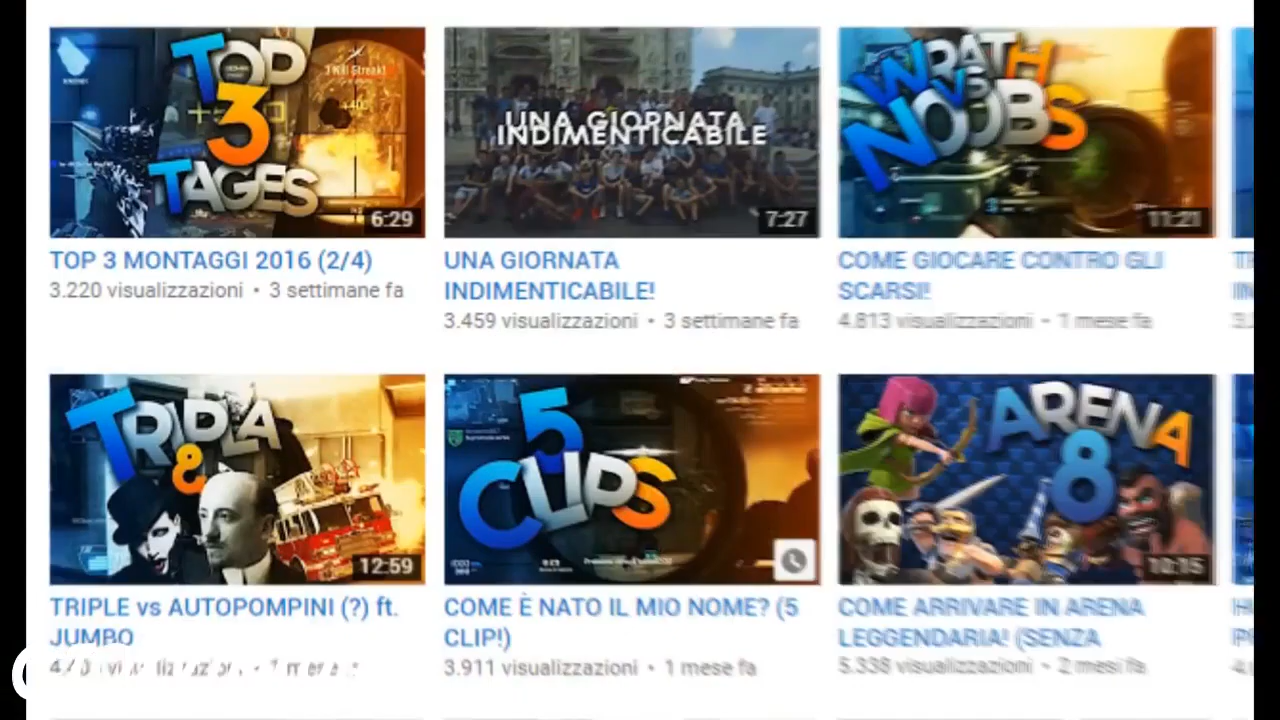 TOP
3
TAGES
3 Kill Streak!
+400
6:29
UNA GIORNATA
INDIMENTICABILE
7:27
WRATH
VS
NOOBS
11:21
TOP 3 MONTAGGI 2016 (2/4)
3.220 visualizzazioni • 3 settimane fa
UNA GIORNATA
INDIMENTICABILE!
3.459 visualizzazioni • 3 settimane fa
COME GIOCARE CONTRO GLI
SCARSI!
4.813 visualizzazioni • 1 mese fa
TRIPLA
&
12:59
5
CLIPS
ARENA
8
10:15
TRIPLE vs AUTOPOMPINI (?) ft.
JUMBO
COME È NATO IL MIO NOME? (5
CLIP!)
3.911 visualizzazioni • 1 mese fa
COME ARRIVARE IN ARENA
LEGGENDARIA! (SENZA
5.338 visualizzazioni • 2 mesi fa